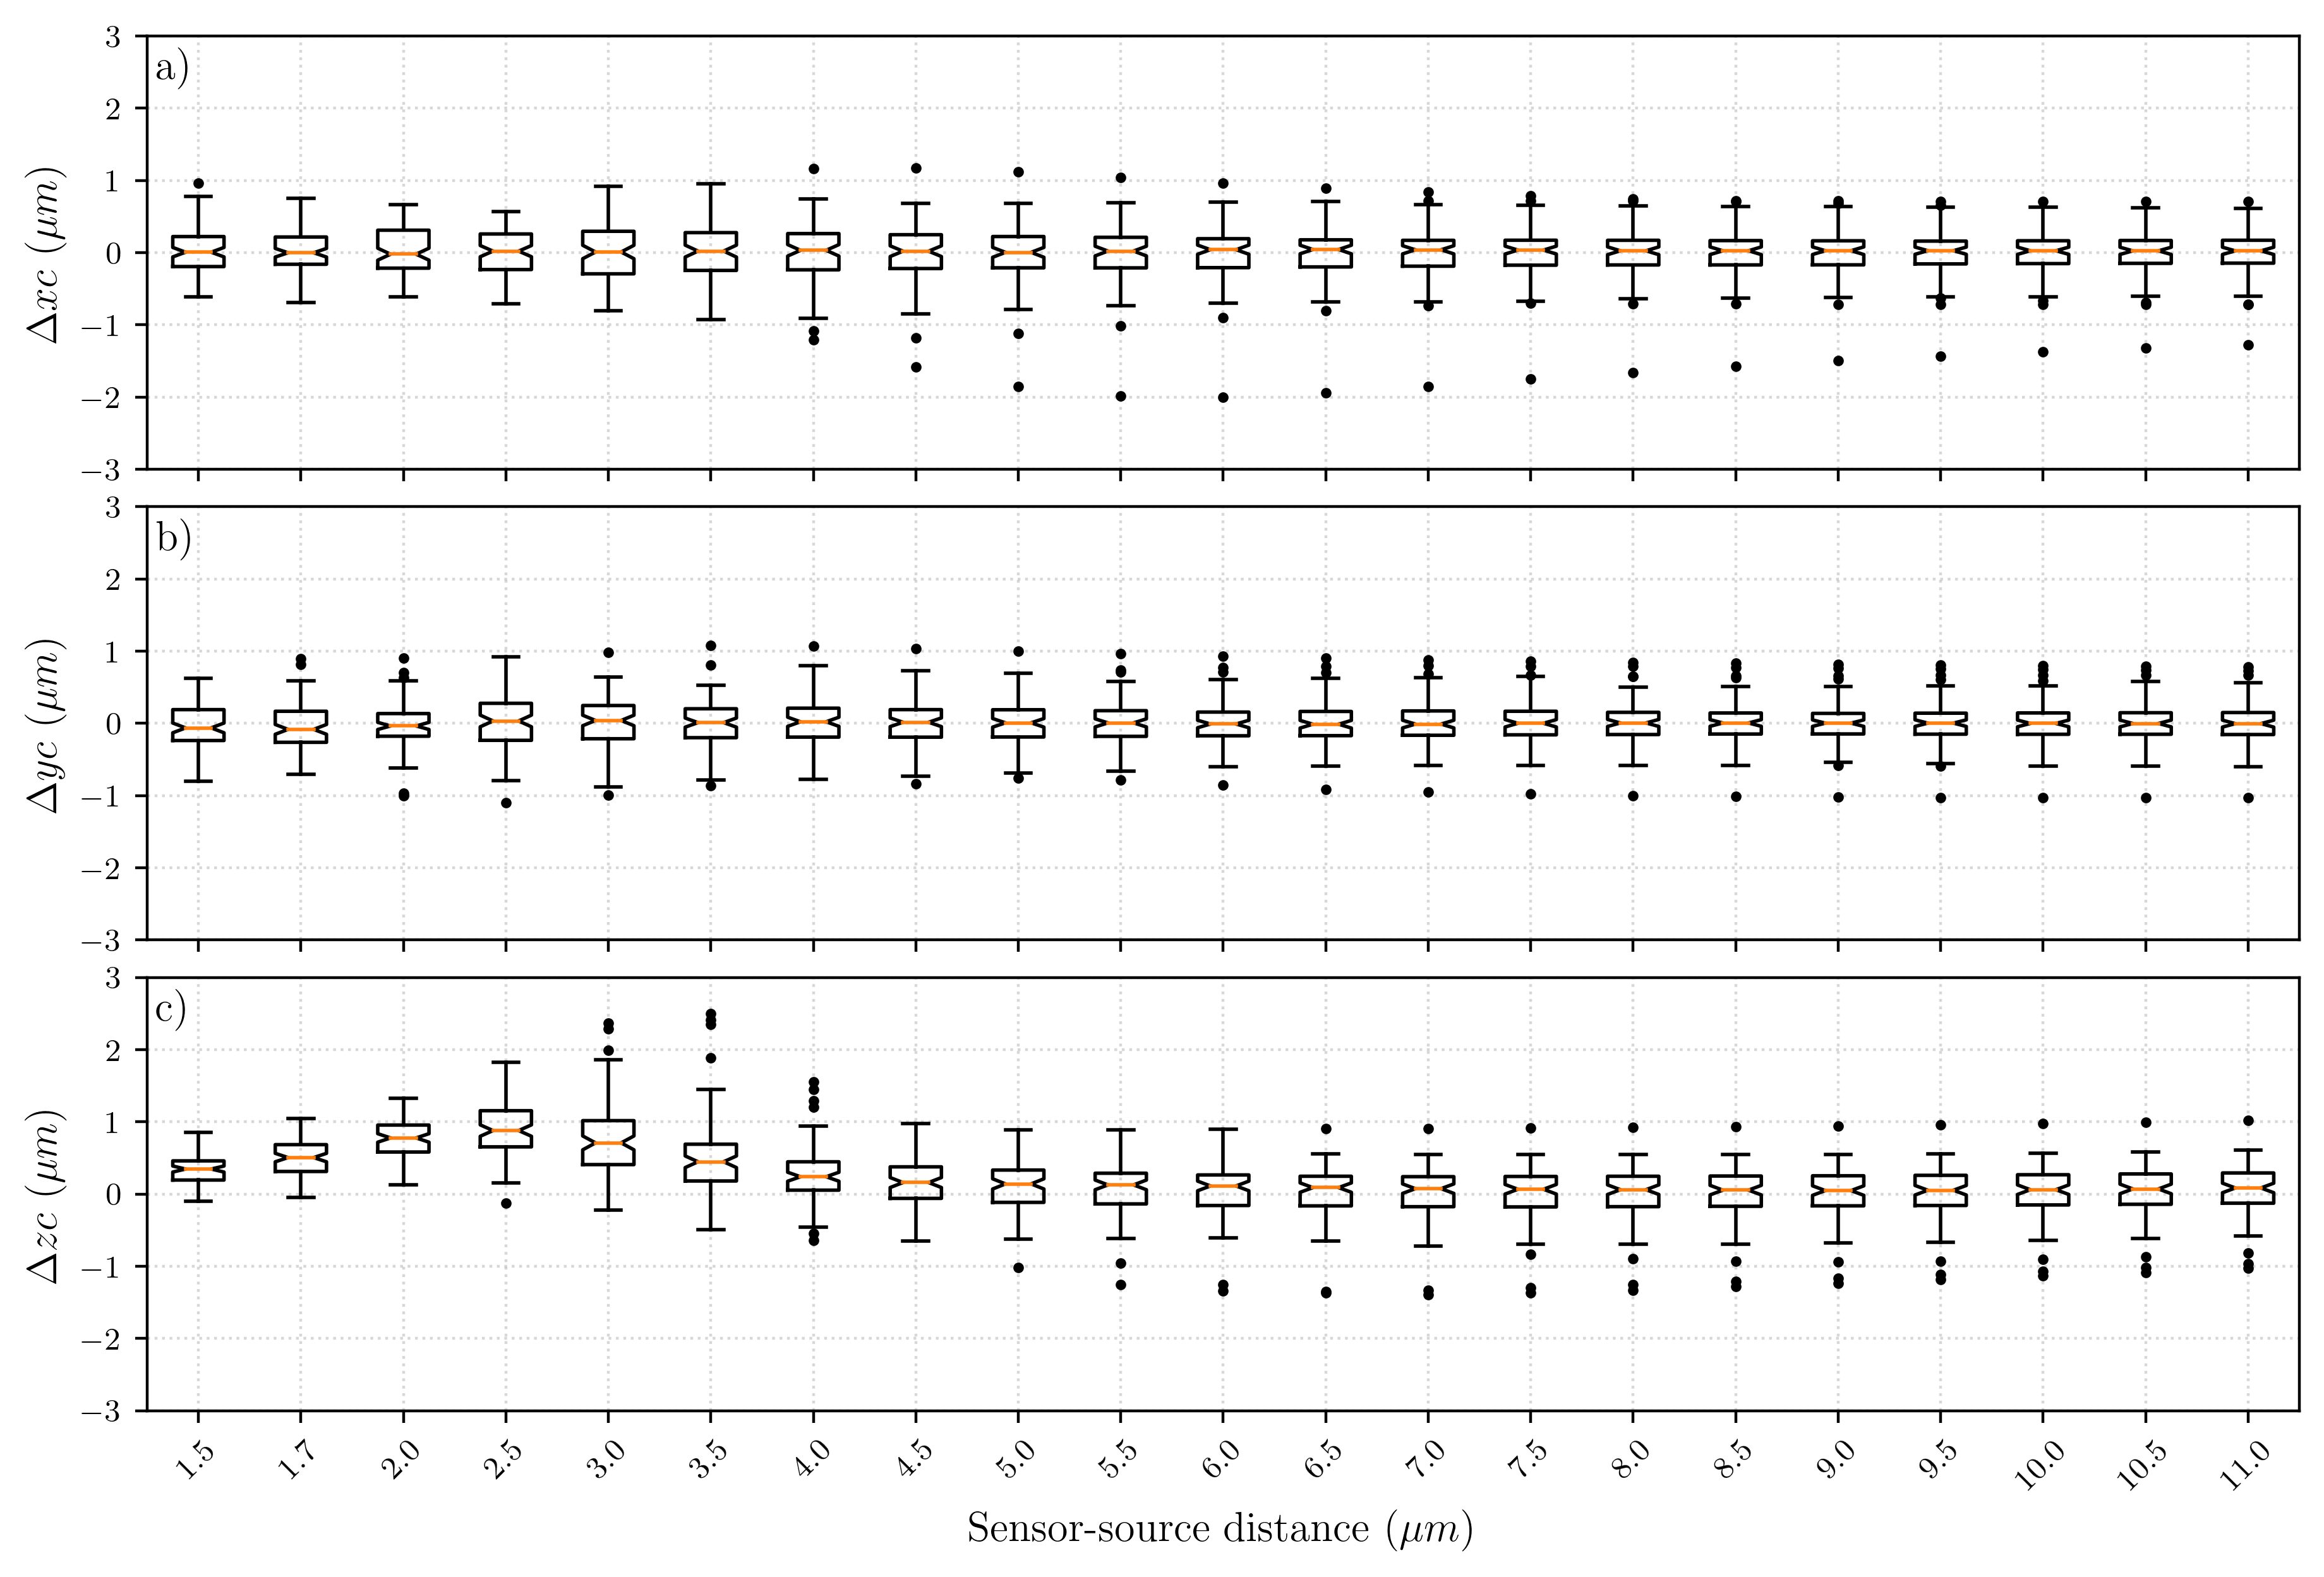 a)
3
2
1
0
−1
−2
−3
Δxc (μm)
b)
3
2
1
0
−1
−2
−3
Δyc (μm)
c)
3
2
1
0
−1
−2
−3
Δzc (μm)
1.5 1.7 2.0 2.5 3.0 3.5 4.0 4.5 5.0 5.5 6.0 6.5 7.0 7.5 8.0 8.5 9.0 9.5 10.0 10.5 11.0
Sensor-source distance (μm)